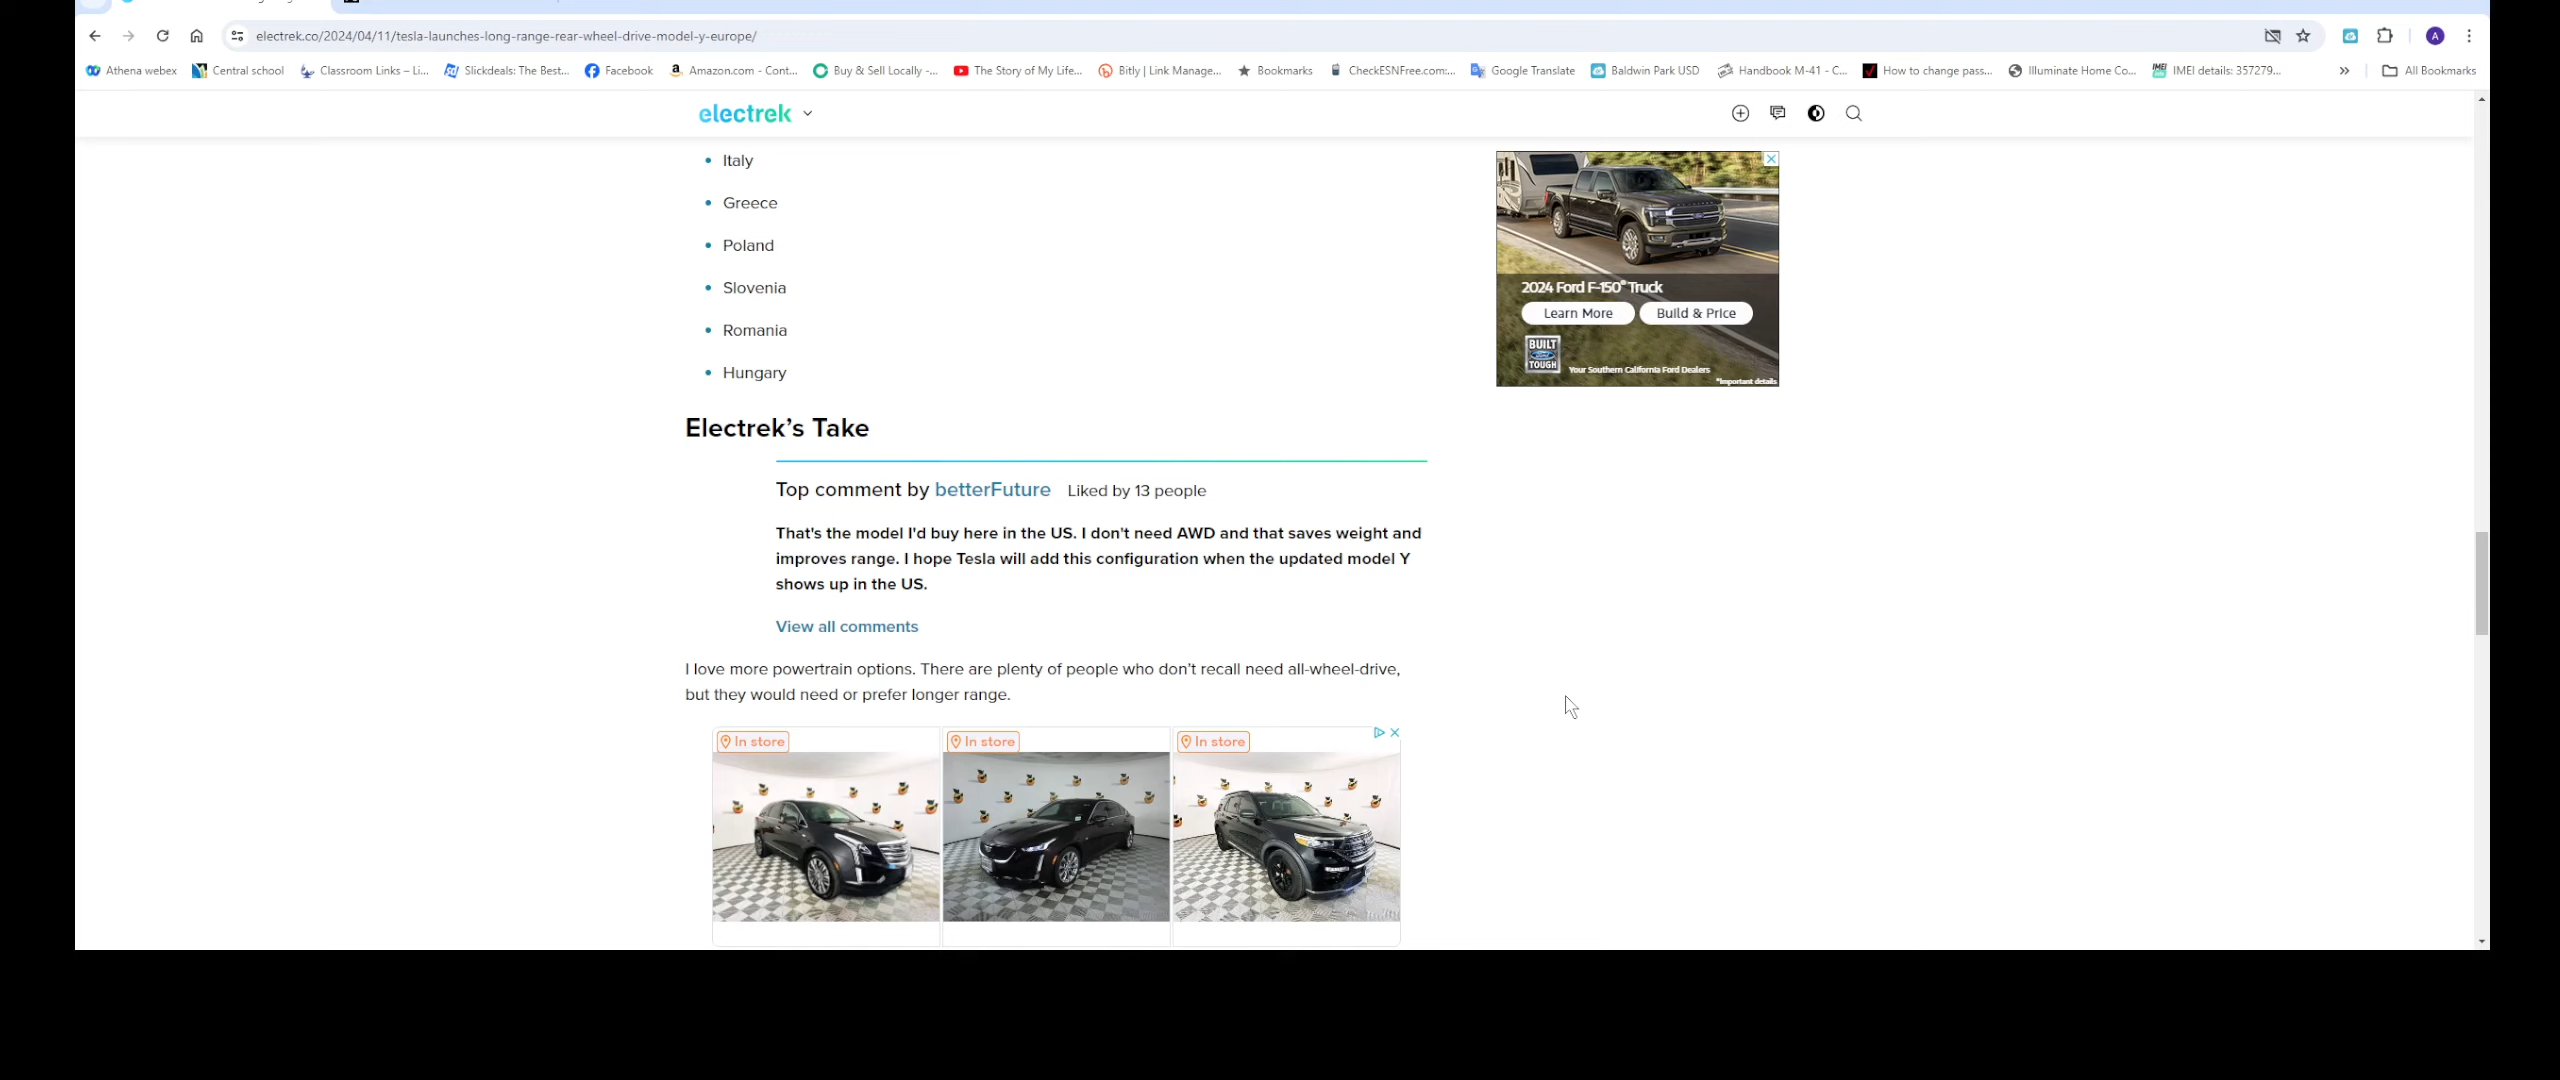 electrek.co/2024/04/11/tesla-launches-long-range-rear-wheel-drive-model-y-europe/
A
Athena webex
Central school
Classroom Links – Li...
Slickdeals: The Best...
Facebook
Amazon.com - Cont...
Buy & Sell Locally -...
The Story of My Life...
Bitly | Link Manage...
Bookmarks
CheckESNFree.com:...
Google Translate
Baldwin Park USD
Handbook M-41 - C...
How to change pass...
Illuminate Home Co...
IMEI details: 357279...
»
All Bookmarks
electrek
Italy
Greece
Poland
Slovenia
Romania
Hungary
2024 Ford F-150® Truck
Learn More
Build & Price
BUILT
Ford
TOUGH
Your Southern California Ford Dealers
*Important details
Electrek’s Take
Top comment by betterFuture Liked by 13 people
That's the model I'd buy here in the US. I don't need AWD and that saves weight and
improves range. I hope Tesla will add this configuration when the updated model Y
shows up in the US.
View all comments
I love more powertrain options. There are plenty of people who don’t recall need all-wheel-drive,
but they would need or prefer longer range.
In store
In store
In store